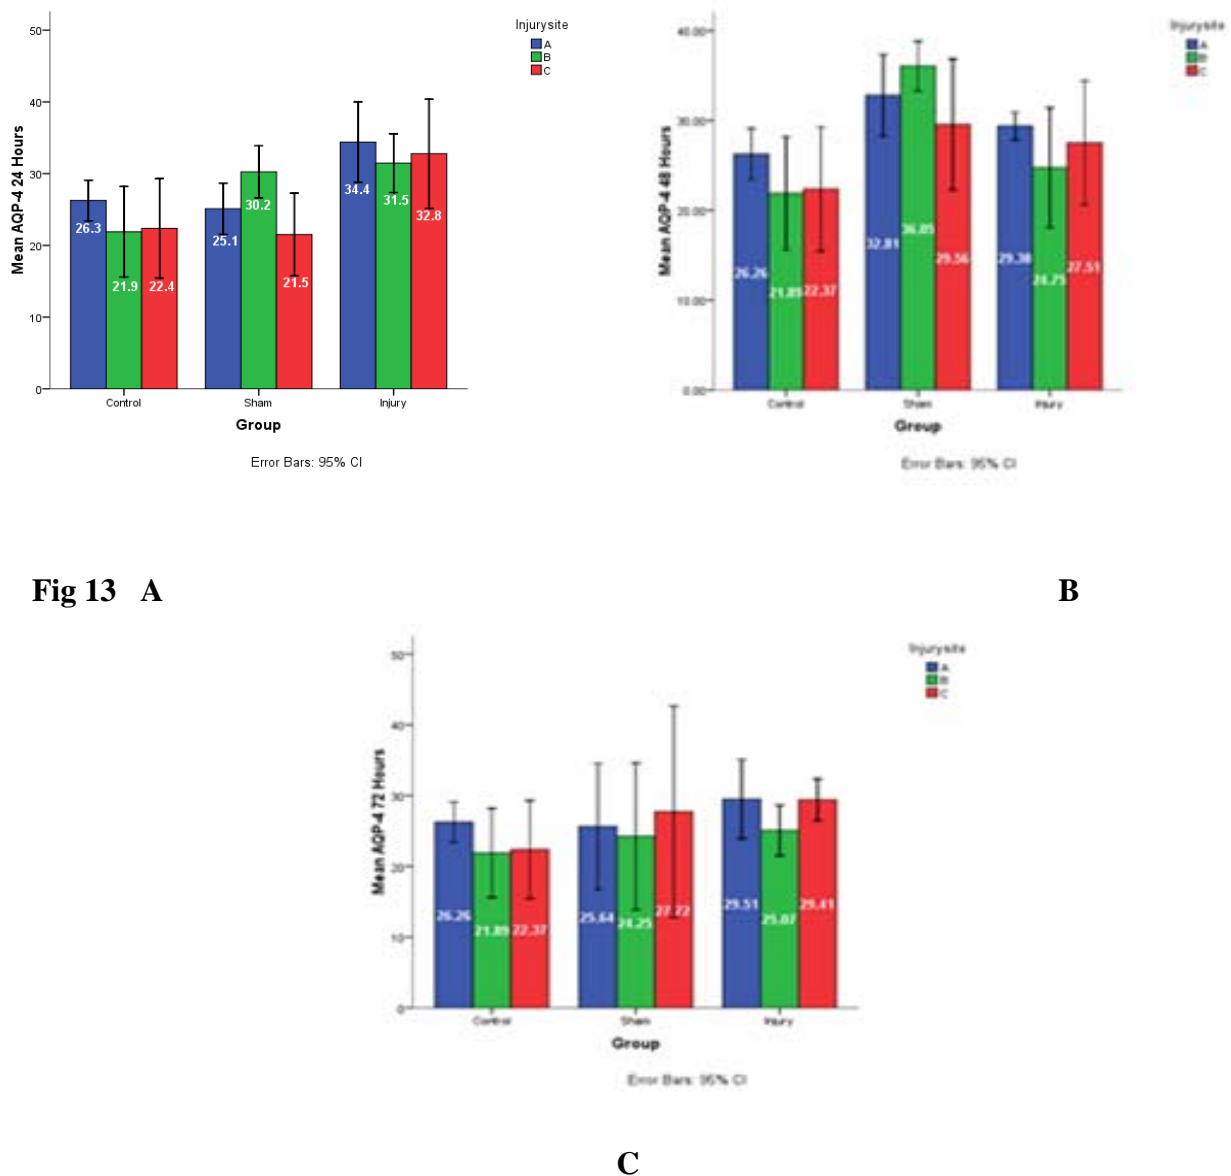 Injurysite
A
B
C
Mean AQP-4 24 Hours
50
40
30
20
10
0
26.3
21.9
22.4
25.1
30.2
21.5
34.4
31.5
32.8
Control Sham Injury
Group
Error Bars: 95% CI
Injurysite
A
B
C
Mean AQP-4 48 Hours
40.00
30.00
20.00
10.00
0.00
26.26
21.89
22.37
32.81
36.05
29.56
29.38
24.75
27.51
Control Sham Injury
Group
Error Bars: 95% CI
Fig 13 A B
Injurysite
A
B
C
Mean AQP-4 72 Hours
50
40
30
20
10
0
26.26
21.89
22.37
25.64
24.25
27.72
29.51
25.07
29.41
Control Sham Injury
Group
Error Bars: 95% CI
C